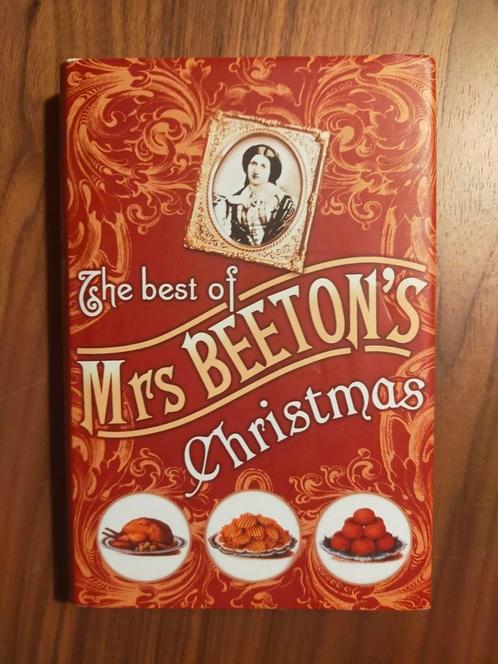 The best of
Mrs BEETON'S
Christmas